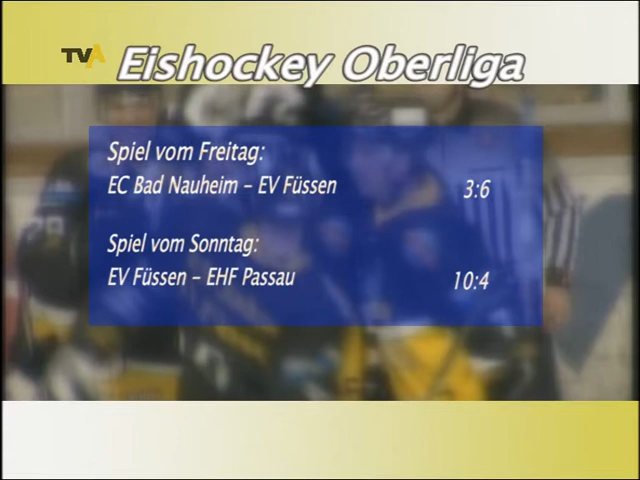 TVA
Eishockey Oberliga
Spiel vom Freitag:
EC Bad Nauheim – EV Füssen 3:6
Spiel vom Sonntag:
EV Füssen – EHF Passau 10:4